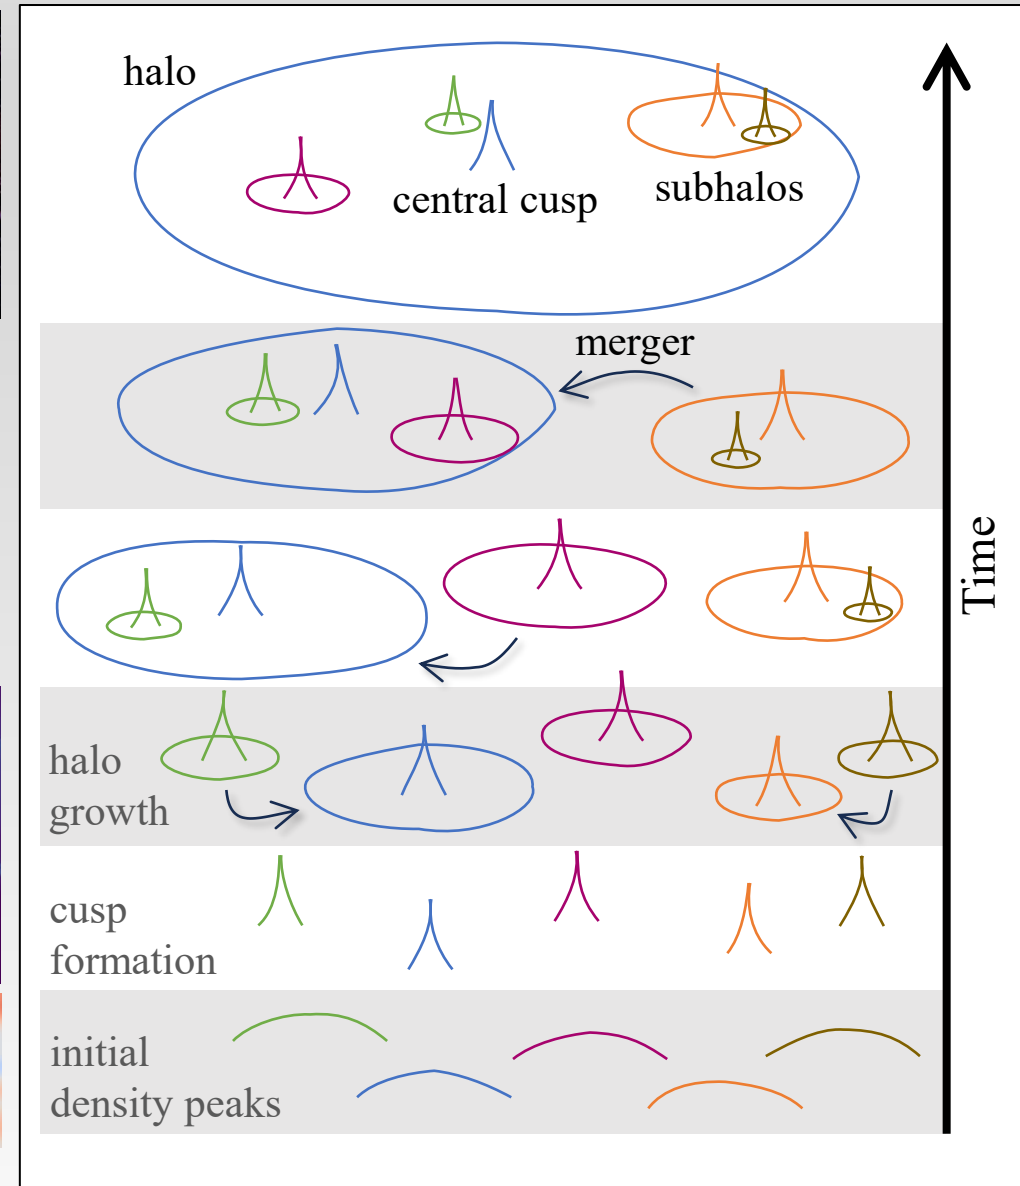 halo
central cusp
subhalos
merger
Time
halo
growth
cusp
formation
initial
density peaks